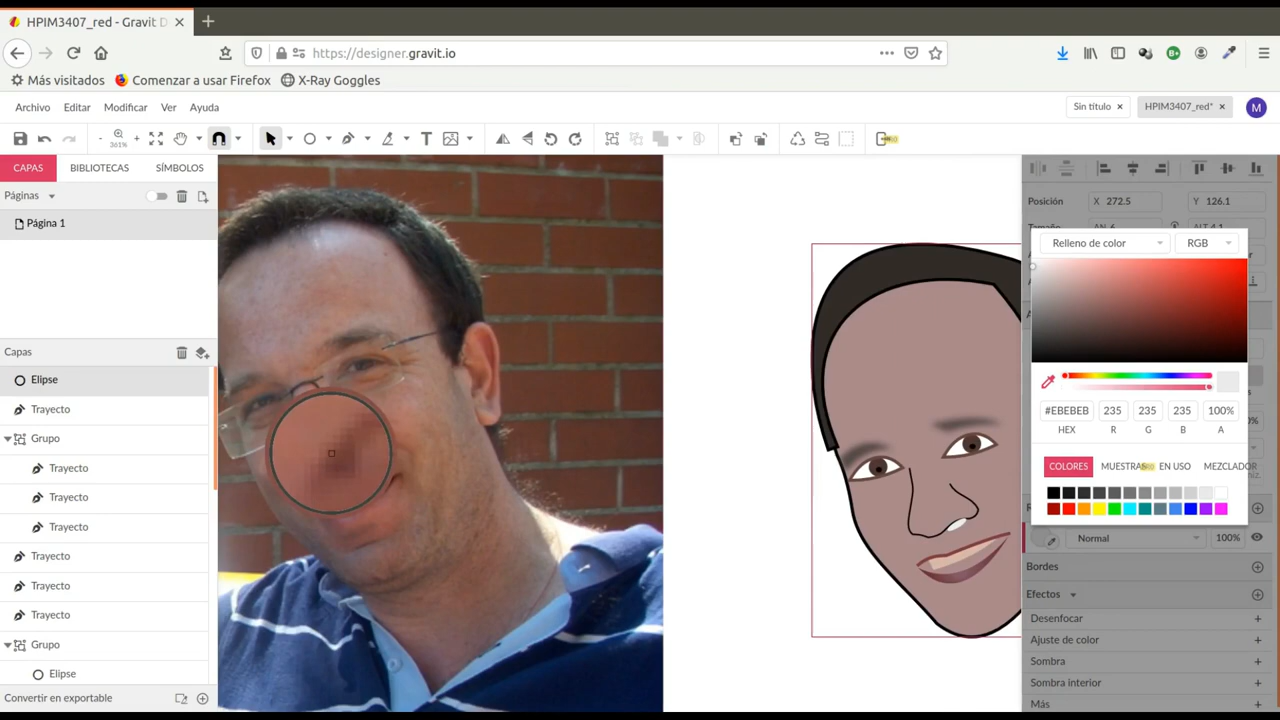 HPIM3407_red - Gravit D
https://designer.gravit.io
Más visitados
Comenzar a usar Firefox
X-Ray Goggles
Archivo
Editar
Modificar
Ver
Ayuda
Sin título
HPIM3407_red*
M
361%
CAPAS
BIBLIOTECAS
SÍMBOLOS
Páginas
Página 1
Capas
Elipse
Trayecto
Grupo
Trayecto
Trayecto
Trayecto
Trayecto
Trayecto
Trayecto
Grupo
Elipse
Convertir en exportable
Posición
X 272.5
Y 126.1
Relleno de color
RGB
#EBEBEB
235
235
235
100%
HEX
R
G
B
A
COLORES
MUESTRAS
EN USO
MEZCLADOR
Normal
100%
Bordes
Efectos
Desenfocar
Ajuste de color
Sombra
Sombra interior
Más